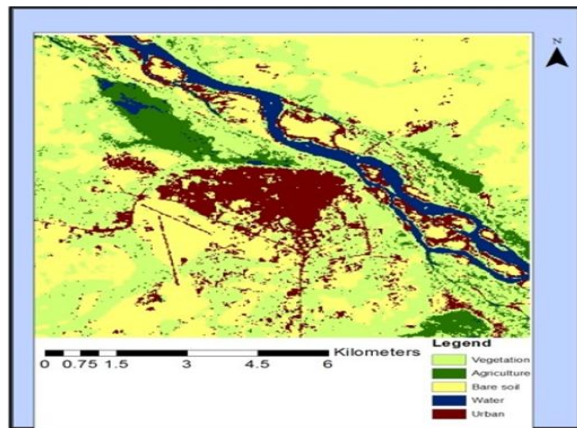 N
Legend
Vegetation
Agriculture
Bare soil
Water
Urban
0 0.75 1.5 3 4.5 6 Kilometers